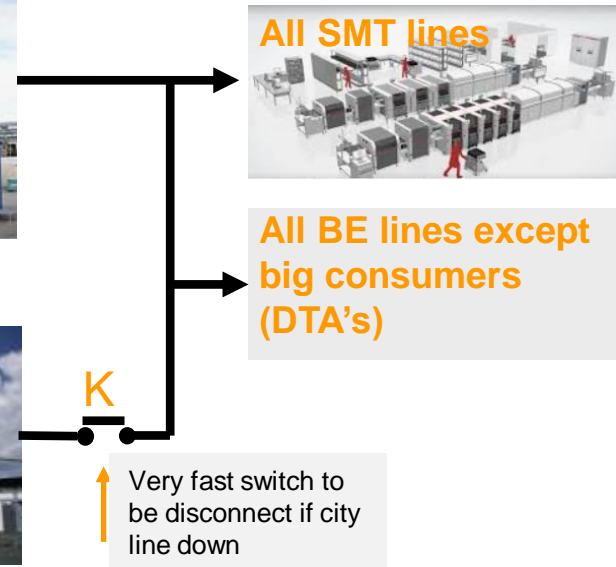 All SMT lines
All BE lines except
big consumers
(DTA's)
K
Very fast switch to
be disconnect if city
line down